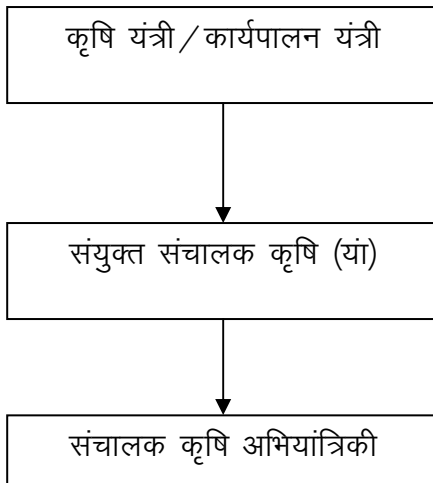 कृषि यंत्री / कार्यपालन यंत्री
संयुक्त संचालक कृषि (यां)
संचालक कृषि अभियांत्रिकी